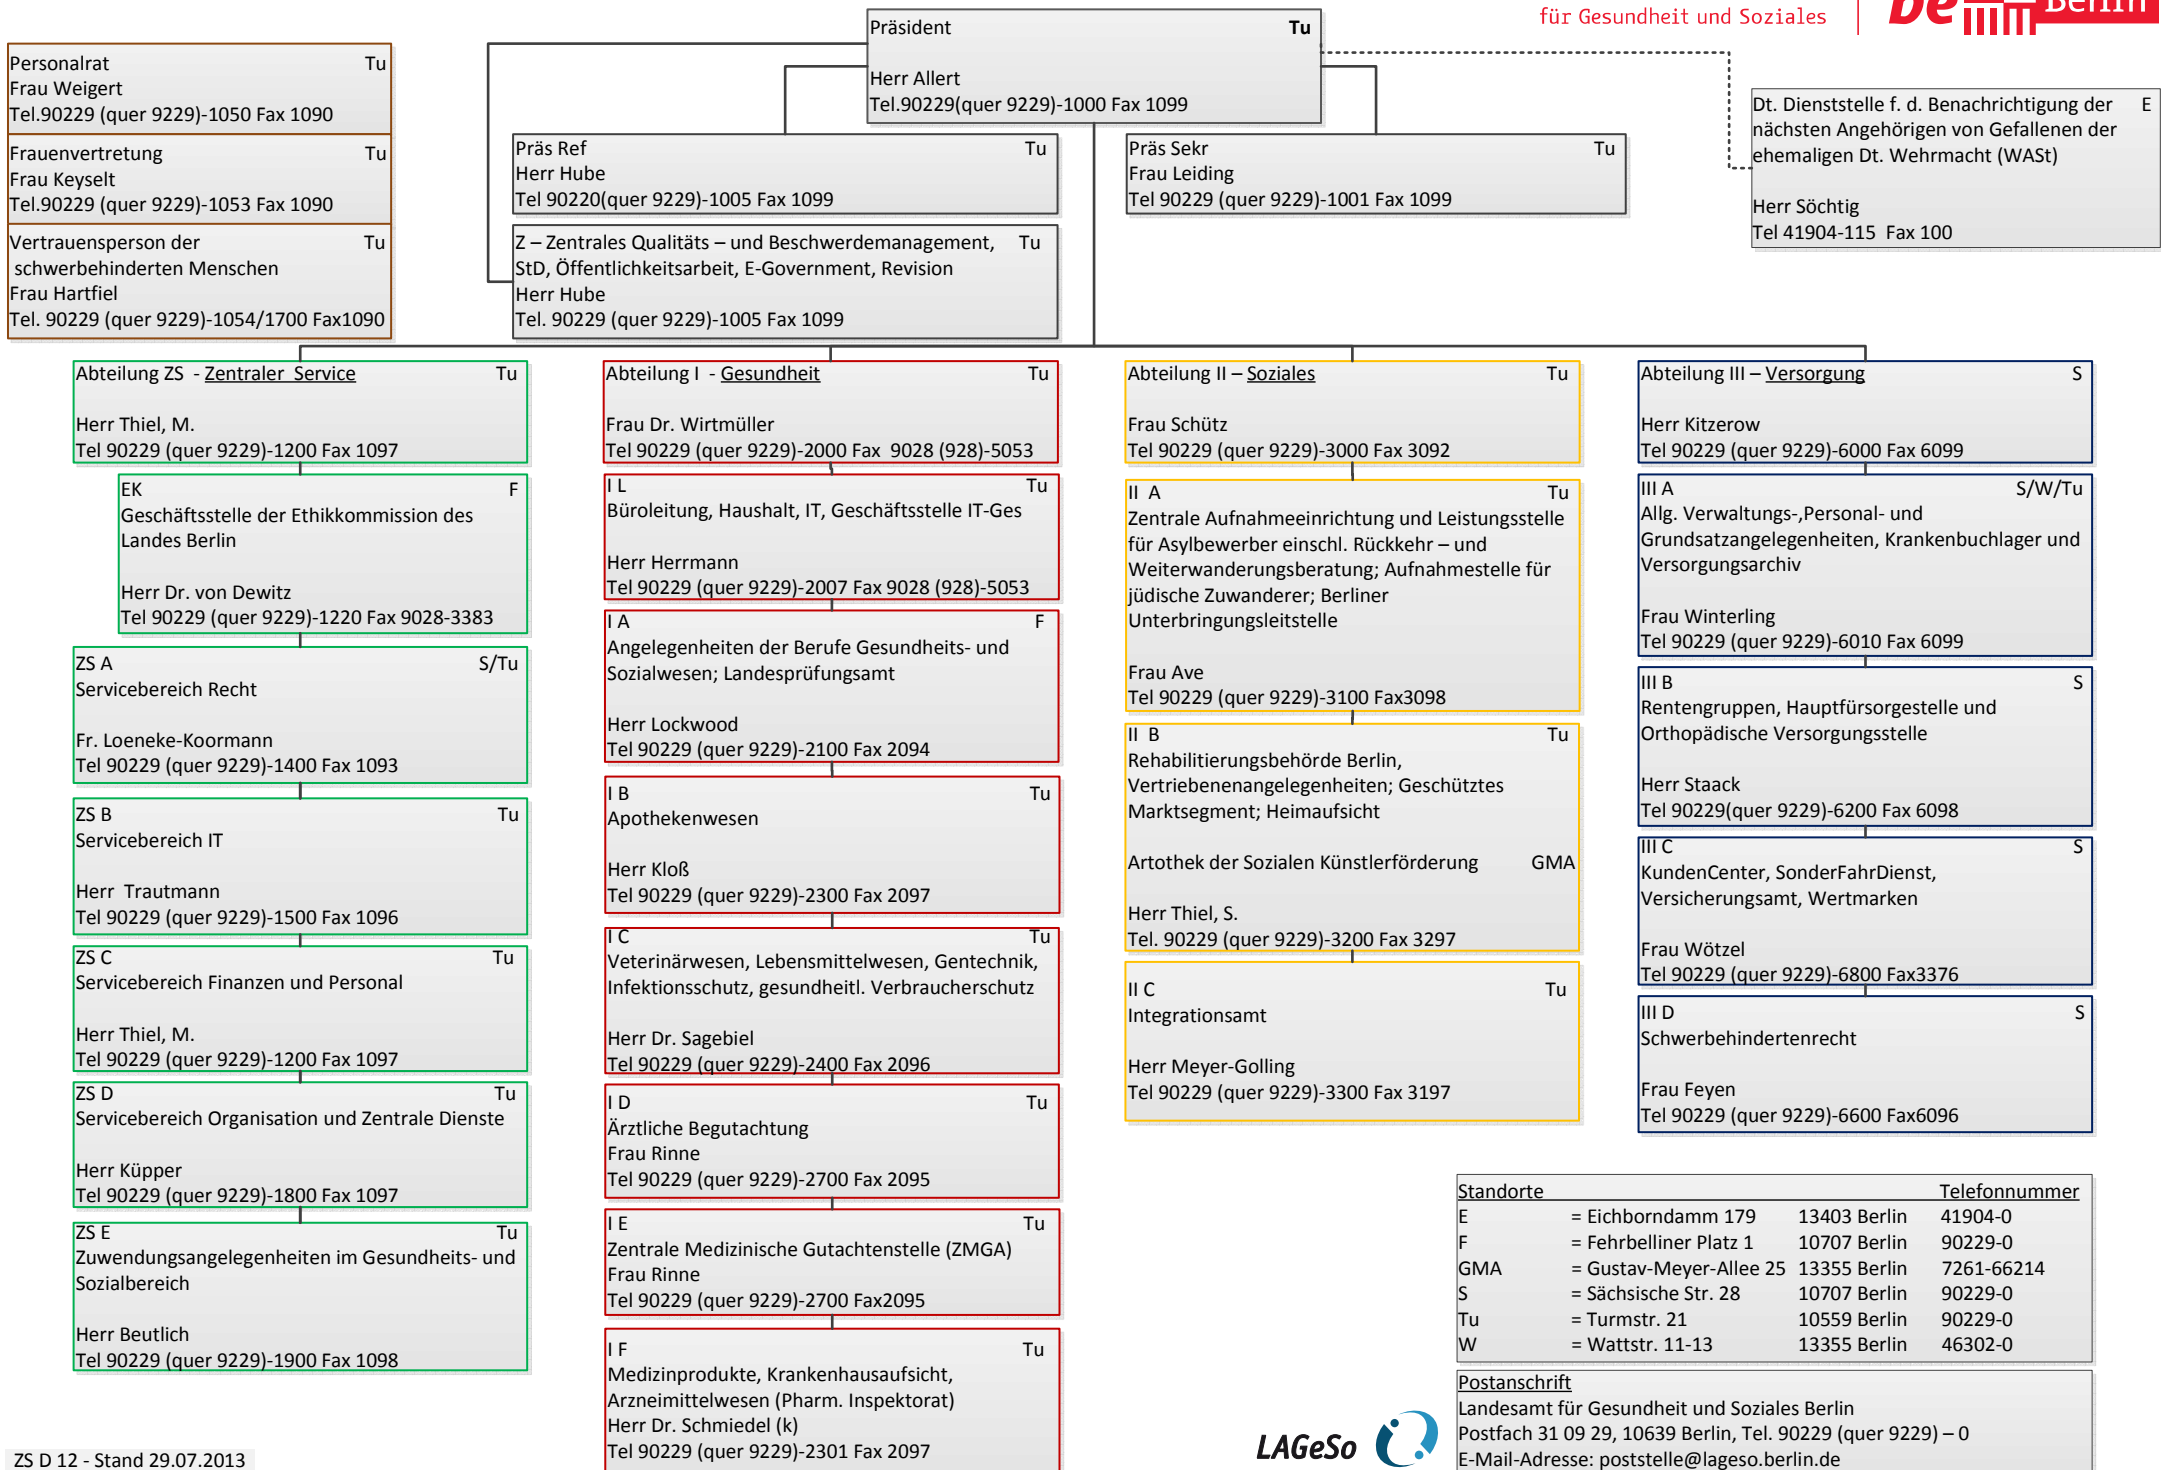 für Gesundheit und Soziales
be Berlin
Präsident Tu
Herr Allert
Tel.90229(quer 9229)-1000 Fax 1099
Personalrat Tu
Frau Weigert
Tel.90229 (quer 9229)-1050 Fax 1090
Frauenvertretung Tu
Frau Keyselt
Tel.90229 (quer 9229)-1053 Fax 1090
Vertrauensperson der Tu
schwerbehinderten Menschen
Frau Hartfiel
Tel. 90229 (quer 9229)-1054/1700 Fax1090
Präs Ref Tu
Herr Hube
Tel 90220(quer 9229)-1005 Fax 1099
Z – Zentrales Qualitäts – und Beschwerdemanagement, Tu
StD, Öffentlichkeitsarbeit, E-Government, Revision
Herr Hube
Tel. 90229 (quer 9229)-1005 Fax 1099
Präs Sekr Tu
Frau Leiding
Tel 90229 (quer 9229)-1001 Fax 1099
Dt. Dienststelle f. d. Benachrichtigung der E
nächsten Angehörigen von Gefallenen der
ehemaligen Dt. Wehrmacht (WASt)
Herr Söchtig
Tel 41904-115 Fax 100
Abteilung ZS - Zentraler Service Tu
Herr Thiel, M.
Tel 90229 (quer 9229)-1200 Fax 1097
EK F
Geschäftsstelle der Ethikkommission des
Landes Berlin
Herr Dr. von Dewitz
Tel 90229 (quer 9229)-1220 Fax 9028-3383
ZS A S/Tu
Servicebereich Recht
Fr. Loeneke-Koormann
Tel 90229 (quer 9229)-1400 Fax 1093
ZS B Tu
Servicebereich IT
Herr Trautmann
Tel 90229 (quer 9229)-1500 Fax 1096
ZS C Tu
Servicebereich Finanzen und Personal
Herr Thiel, M.
Tel 90229 (quer 9229)-1200 Fax 1097
ZS D Tu
Servicebereich Organisation und Zentrale Dienste
Herr Küpper
Tel 90229 (quer 9229)-1800 Fax 1097
ZS E Tu
Zuwendungsangelegenheiten im Gesundheits- und
Sozialbereich
Herr Beutlich
Tel 90229 (quer 9229)-1900 Fax 1098
Abteilung I - Gesundheit Tu
Frau Dr. Wirtmüller
Tel 90229 (quer 9229)-2000 Fax 9028 (928)-5053
I L Tu
Büroleitung, Haushalt, IT, Geschäftsstelle IT-Ges
Herr Herrmann
Tel 90229 (quer 9229)-2007 Fax 9028 (928)-5053
I A F
Angelegenheiten der Berufe Gesundheits- und
Sozialwesen; Landesprüfungsamt
Herr Lockwood
Tel 90229 (quer 9229)-2100 Fax 2094
I B Tu
Apothekenwesen
Herr Kloß
Tel 90229 (quer 9229)-2300 Fax 2097
I C Tu
Veterinärwesen, Lebensmittelwesen, Gentechnik,
Infektionsschutz, gesundheitl. Verbraucherschutz
Herr Dr. Sagebiel
Tel 90229 (quer 9229)-2400 Fax 2096
I D Tu
Ärztliche Begutachtung
Frau Rinne
Tel 90229 (quer 9229)-2700 Fax 2095
I E Tu
Zentrale Medizinische Gutachtenstelle (ZMGA)
Frau Rinne
Tel 90229 (quer 9229)-2700 Fax2095
I F Tu
Medizinprodukte, Krankenhausaufsicht,
Arzneimittelwesen (Pharm. Inspektorat)
Herr Dr. Schmiedel (k)
Tel 90229 (quer 9229)-2301 Fax 2097
Abteilung II – Soziales Tu
Frau Schütz
Tel 90229 (quer 9229)-3000 Fax 3092
II A Tu
Zentrale Aufnahmeeinrichtung und Leistungsstelle
für Asylbewerber einschl. Rückkehr – und
Weiterwanderungsberatung; Aufnahmestelle für
jüdische Zuwanderer; Berliner
Unterbringungsleitstelle
Frau Ave
Tel 90229 (quer 9229)-3100 Fax3098
II B Tu
Rehabilitierungsbehörde Berlin,
Vertriebenenangelegenheiten; Geschütztes
Marktsegment; Heimaufsicht
Artothek der Sozialen Künstlerförderung GMA
Herr Thiel, S.
Tel. 90229 (quer 9229)-3200 Fax 3297
II C Tu
Integrationsamt
Herr Meyer-Golling
Tel 90229 (quer 9229)-3300 Fax 3197
Abteilung III – Versorgung S
Herr Kitzerow
Tel 90229 (quer 9229)-6000 Fax 6099
III A S/W/Tu
Allg. Verwaltungs-,Personal- und
Grundsatzangelegenheiten, Krankenbuchlager und
Versorgungsarchiv
Frau Winterling
Tel 90229 (quer 9229)-6010 Fax 6099
III B S
Rentengruppen, Hauptfürsorgestelle und
Orthopädische Versorgungsstelle
Herr Staack
Tel 90229(quer 9229)-6200 Fax 6098
III C S
KundenCenter, SonderFahrDienst,
Versicherungsamt, Wertmarken
Frau Wötzel
Tel 90229 (quer 9229)-6800 Fax3376
III D S
Schwerbehindertenrecht
Frau Feyen
Tel 90229 (quer 9229)-6600 Fax6096
Standorte Telefonnummer
E = Eichborndamm 179 13403 Berlin 41904-0
F = Fehrbelliner Platz 1 10707 Berlin 90229-0
GMA = Gustav-Meyer-Allee 25 13355 Berlin 7261-66214
S = Sächsische Str. 28 10707 Berlin 90229-0
Tu = Turmstr. 21 10559 Berlin 90229-0
W = Wattstr. 11-13 13355 Berlin 46302-0
Postanschrift
Landesamt für Gesundheit und Soziales Berlin
Postfach 31 09 29, 10639 Berlin, Tel. 90229 (quer 9229) – 0
E-Mail-Adresse: poststelle@lageso.berlin.de
LAGeSo
ZS D 12 - Stand 29.07.2013